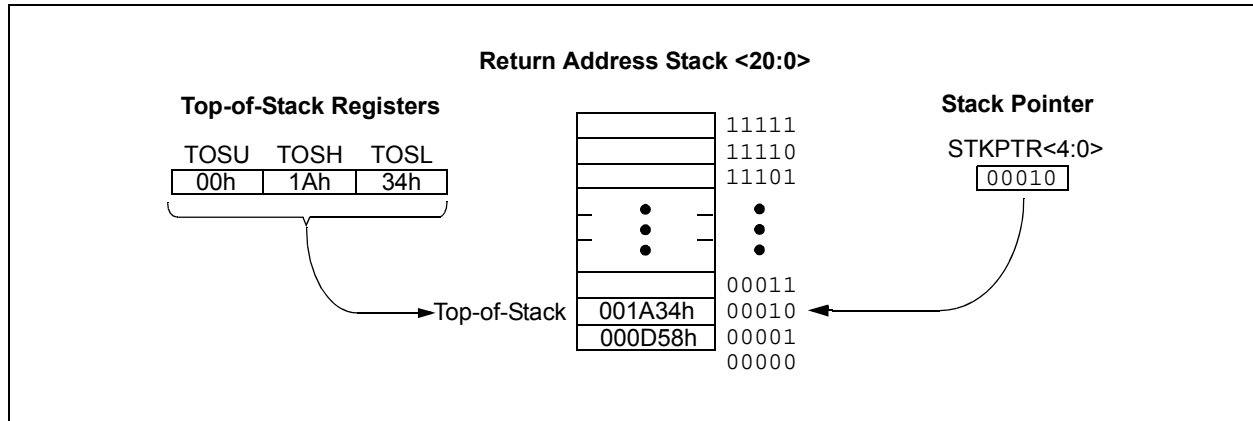 Return Address Stack <20:0>
Top-of-Stack Registers
Stack Pointer
TOSU TOSH TOSL
STKPTR<4:0>
00h 1Ah 34h
00010
11111
11110
11101
00011
Top-of-Stack 001A34h 00010
000D58h 00001
00000